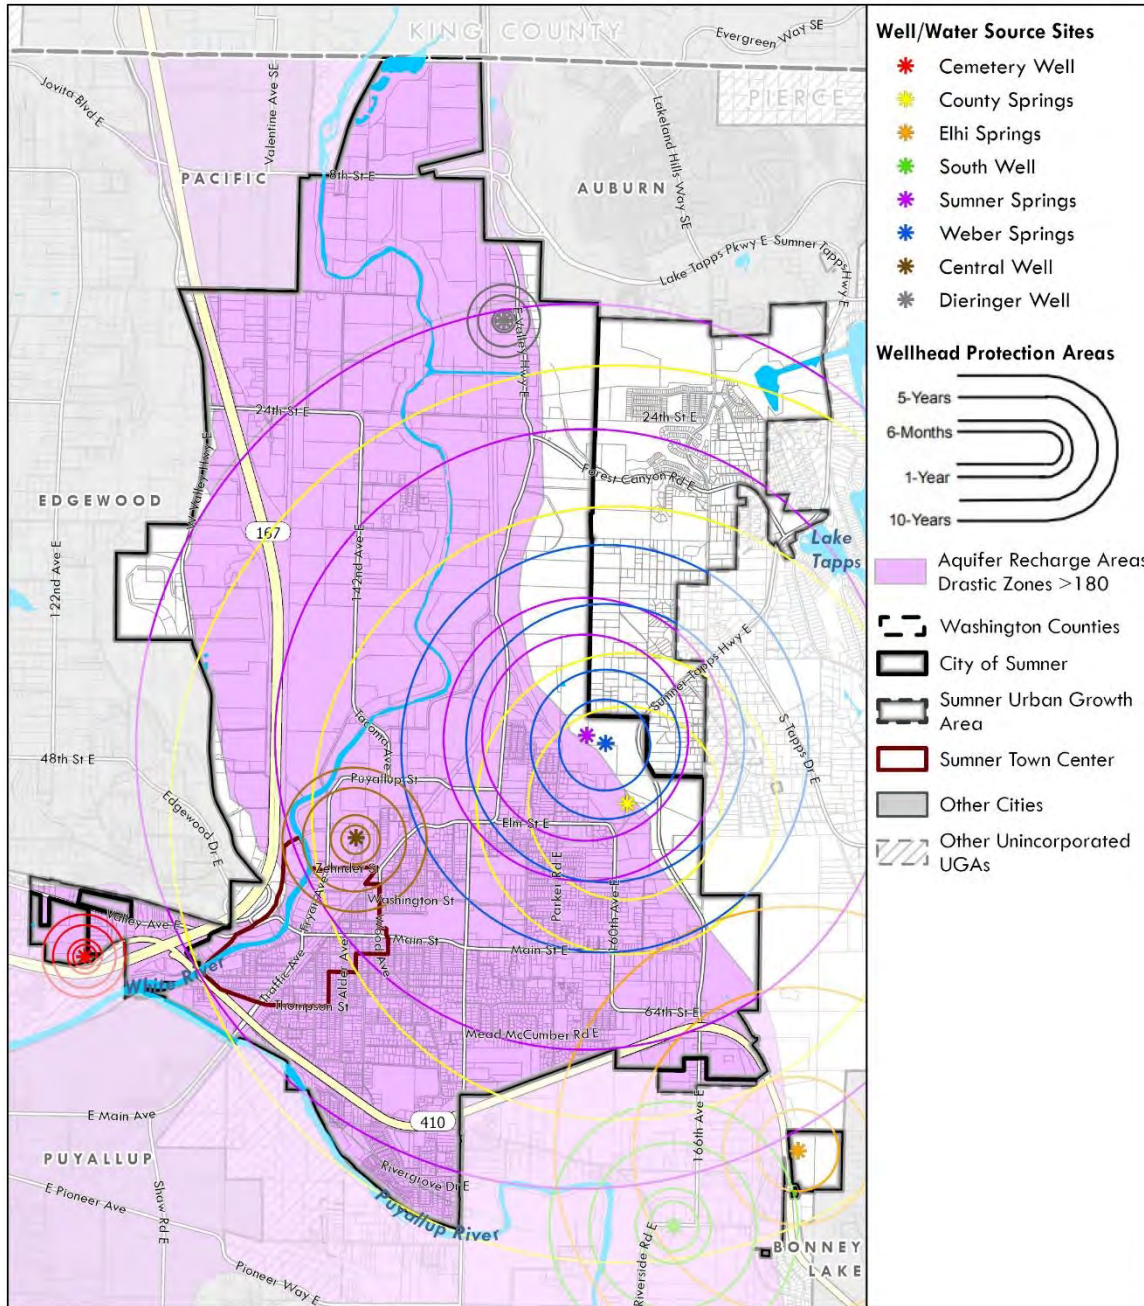 KING COUNTY
Evergreen Way SE
Jovita Blvd E
Valentine Ave SE
Lakeland Hills Way SE
PIERCE
PACIFIC
8th St E
AUBURN
Lake Tapps Pkwy E
Sumner Tapps Hwy E
E Valley Hwy E
24th St E
24th St E
W Valley Hwy E
Forest Canyon Rd E
EDGEWOOD
167
142nd Ave E
Lake
Tapps
122nd Ave E
Sumner Tapps Hwy E
S Tapps Dr E
Tacoma Ave
48th St E
Puyallup St
Edgewood Dr E
Elm St E
Zehnder St
Parker Rd E
160th Ave E
Fryar Ave
Washington St
Valley Ave E
Wood Ave
Main St
Main St E
White River
Traffic Ave
Alder Ave
Thompson St
64th St E
Mead McCumber Rd E
E Main Ave
410
166th Ave E
PUYALLUP
Shaw Rd E
Rivergrove Dr E
E Pioneer Ave
Puyallup River
Riverside Rd E
BONNEY
LAKE
Pioneer Way E
Well/Water Source Sites
Cemetery Well
County Springs
Elhi Springs
South Well
Sumner Springs
Weber Springs
Central Well
Dieringer Well
Wellhead Protection Areas
5-Years
6-Months
1-Year
10-Years
Aquifer Recharge Areas
Drastic Zones >180
Washington Counties
City of Sumner
Sumner Urban Growth
Area
Sumner Town Center
Other Cities
Other Unincorporated
UGAs